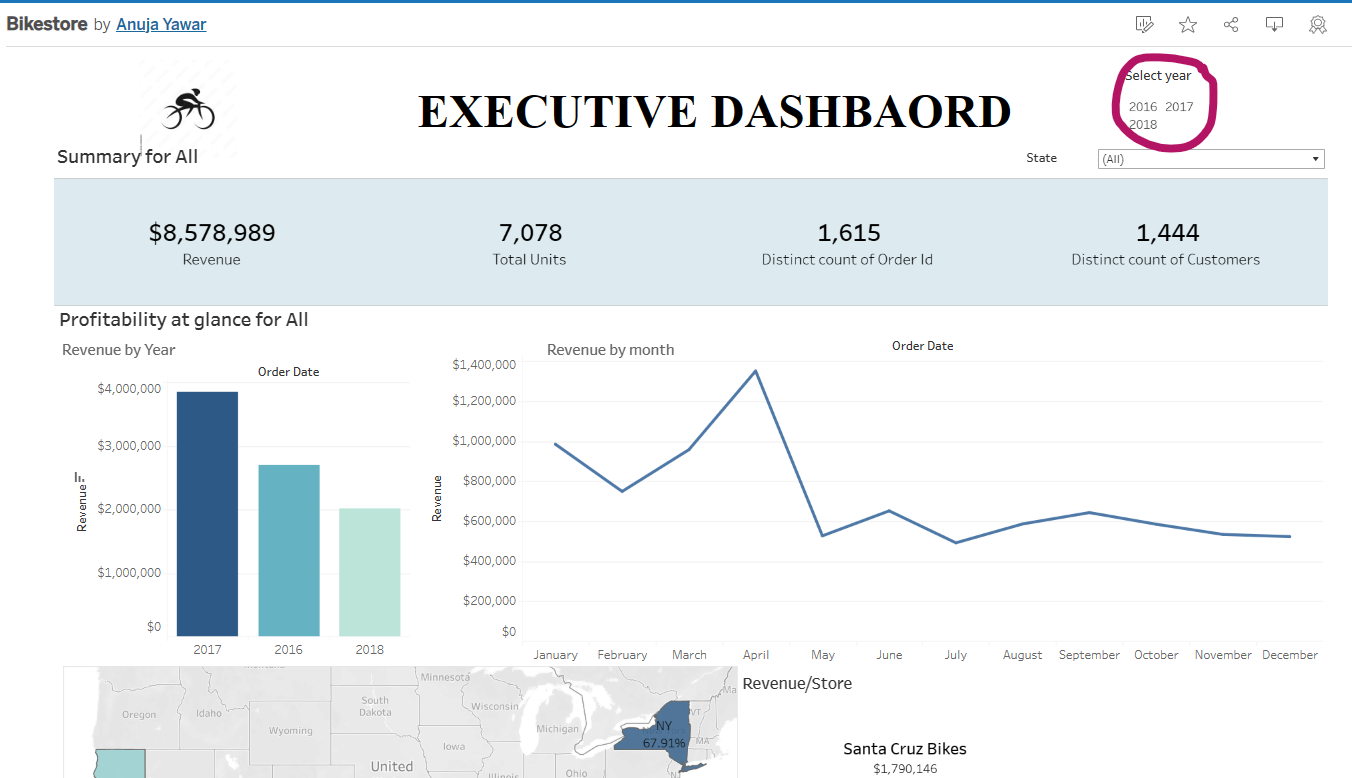 Bikestore by Anuja Yawar
Select year
2016 2017
2018
EXECUTIVE DASHBAORD
Summary for All
State
(All)
$8,578,989
Revenue
7,078
Total Units
1,615
Distinct count of Order Id
1,444
Distinct count of Customers
Profitability at glance for All
Revenue by Year
Order Date
$4,000,000
$3,000,000
$2,000,000
$1,000,000
$0
Revenue
2017 2016 2018
Revenue by month
Order Date
$1,400,000
$1,200,000
$1,000,000
$800,000
$600,000
$400,000
$200,000
$0
Revenue
January February March April May June July August September October November December
Minnesota
Oregon
Idaho
South
Dakota
Wyoming
Wisconsin
Michigan
Iowa
United
Illinois
Ohio
NY
67.91%
VT
MA
NJ
Ma
Revenue/Store
Santa Cruz Bikes
$1,790,146